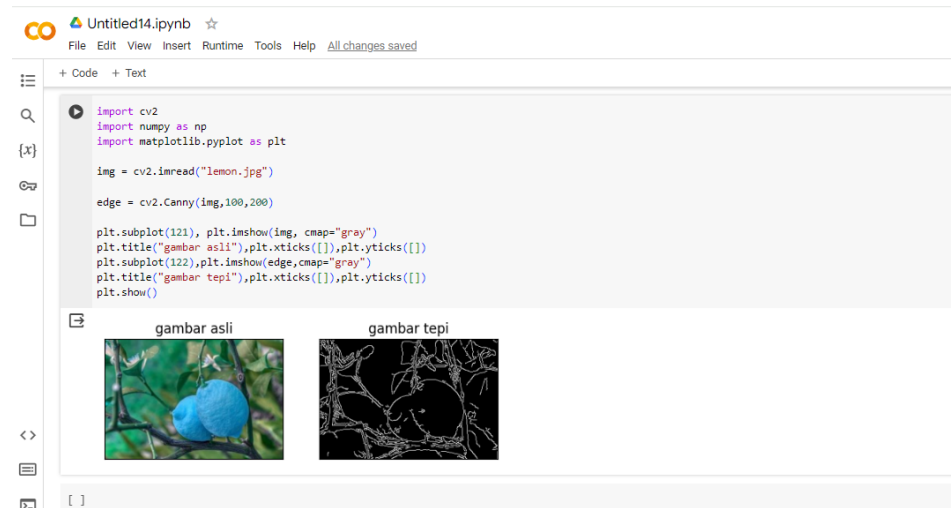 CO Untitled14.ipynb
File Edit View Insert Runtime Tools Help All changes saved
+ Code + Text
{x}
import cv2
import numpy as np
import matplotlib.pyplot as plt
img = cv2.imread("lemon.jpg")
edge = cv2.Canny(img,100,200)
plt.subplot(121), plt.imshow(img, cmap="gray")
plt.title("gambar asli"),plt.xticks([]),plt.yticks([])
plt.subplot(122),plt.imshow(edge,cmap="gray")
plt.title("gambar tepi"),plt.xticks([]),plt.yticks([])
plt.show()
gambar asli gambar tepi
<>
[ ]